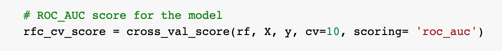 # ROC_AUC score for the model
rfc_cv_score = cross_val_score(rf, X, y, cv=10, scoring= 'roc_auc')